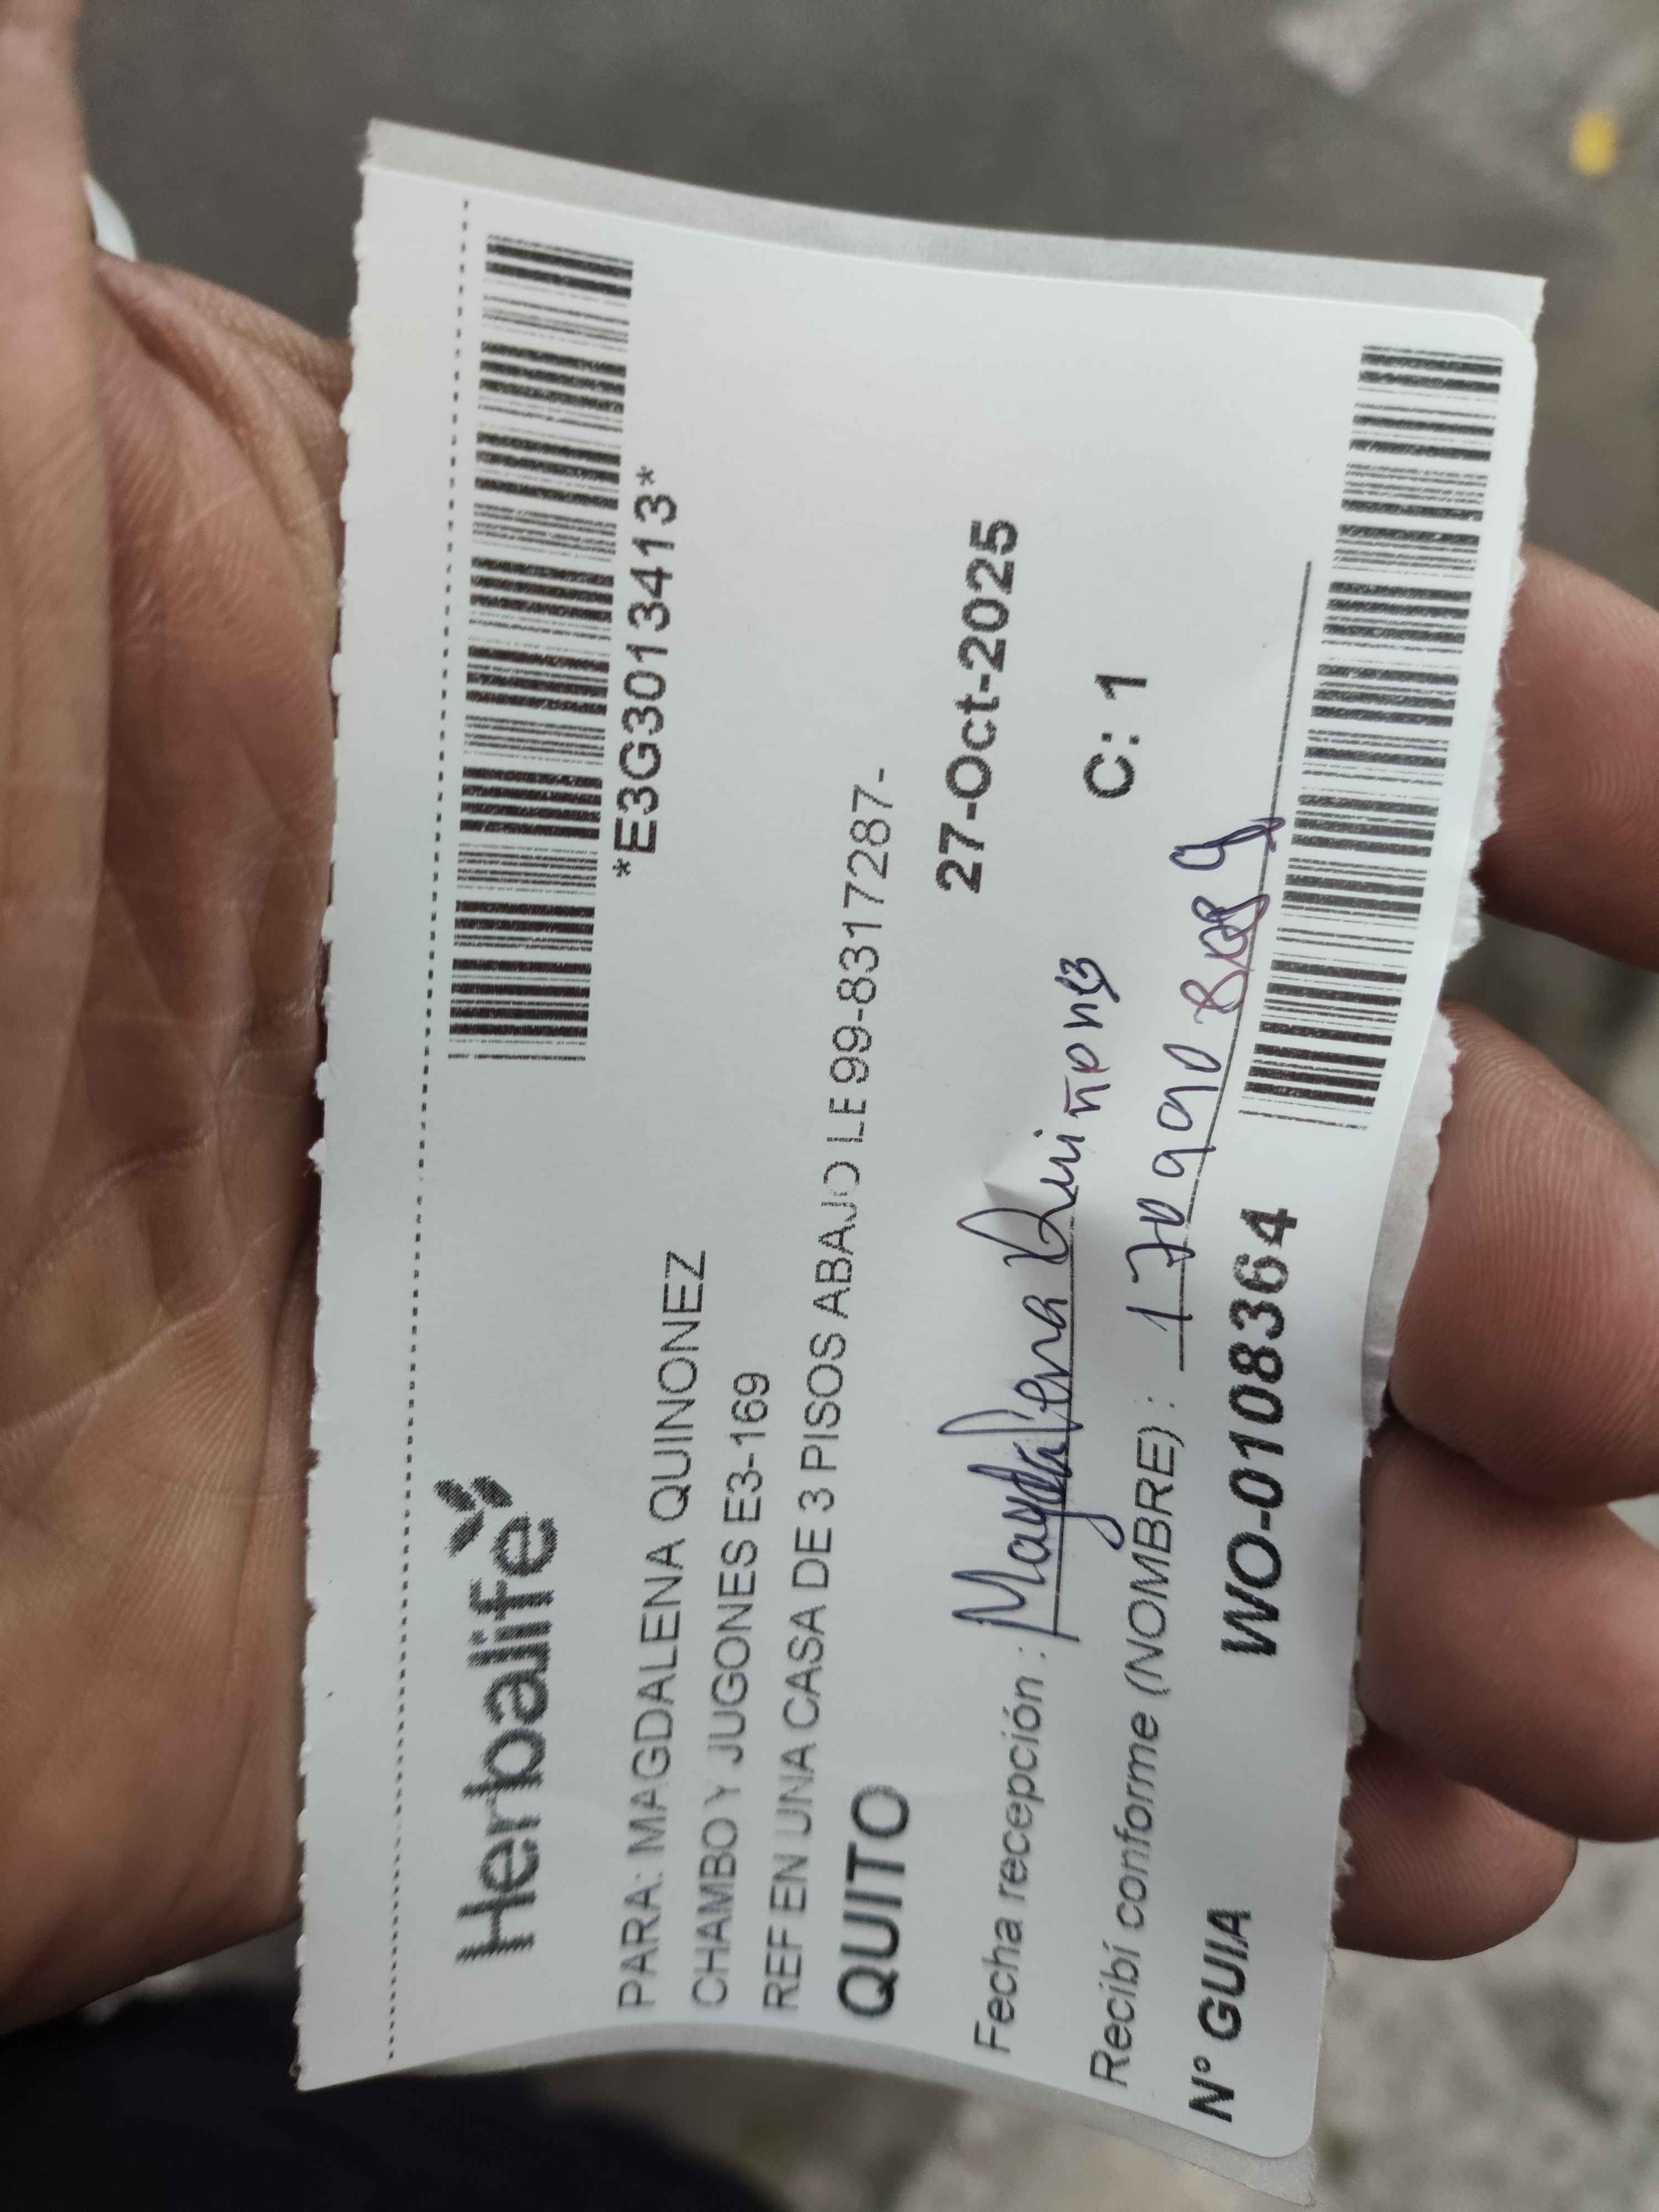 Herbalife
*E3G3013413*
PARA: MAGDALENA QUINONEZ
CHAMBO Y JUGONES E3-169
REF EN UNA CASA DE 3 PISOS ABAJO LE 99-8317287-
QUITO
27-Oct-2025
Fecha recepción : Magdalena Quiñonez
C: 1
Recibí conforme (NOMBRE) :
N° GUIA WO-0108364